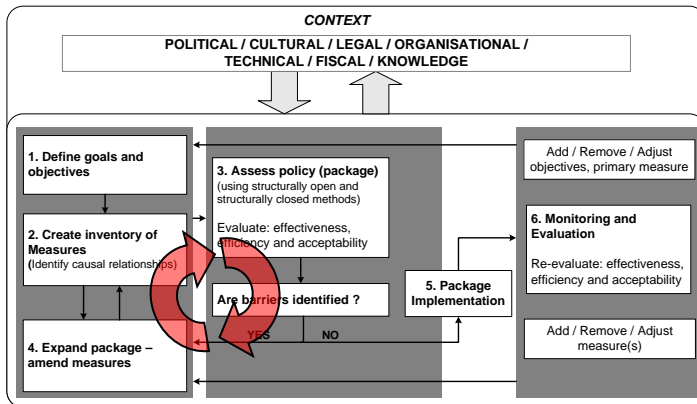 CONTEXT
POLITICAL / CULTURAL / LEGAL / ORGANISATIONAL /
TECHNICAL / FISCAL / KNOWLEDGE
1. Define goals and
objectives
2. Create inventory of
Measures
(Identify causal relationships)
4. Expand package –
amend measures
3. Assess policy (package)
(using structurally open and
structurally closed methods)
Evaluate: effectiveness,
efficiency and acceptability
Are barriers identified ?
YES
NO
5. Package
Implementation
Add / Remove / Adjust
objectives, primary measure
6. Monitoring and
Evaluation
Re-evaluate: effectiveness,
efficiency and acceptability
Add / Remove / Adjust
measure(s)